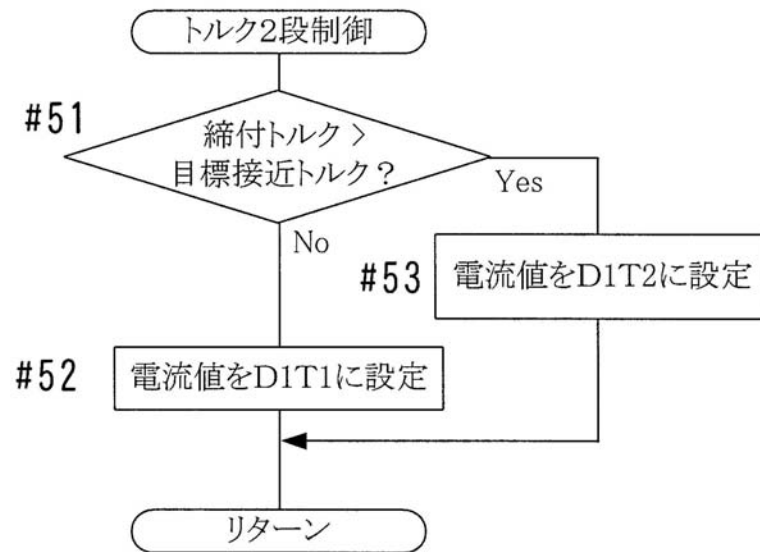 トルク2段制御
#51
締付トルク >
目標接近トルク?
Yes
No
#53
電流値をD1T2に設定
#52
電流値をD1T1に設定
リターン